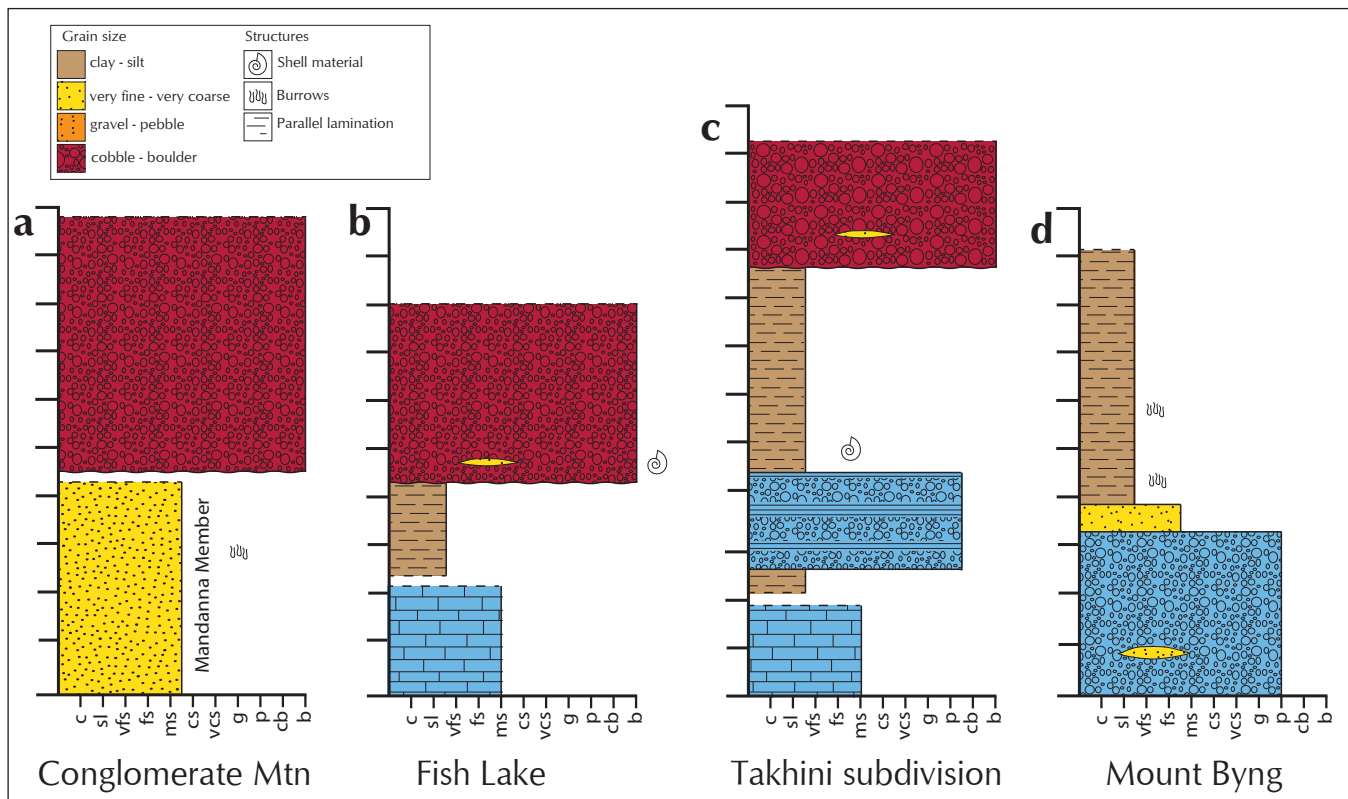 Grain size
clay - silt
very fine - very coarse
gravel - pebble
cobble - boulder
Structures
Shell material
Burrows
Parallel lamination
a
Mandanna Member
c sl vfs fs ms cs vcs g p cb b
Conglomerate Mtn
b
c sl vfs fs ms cs vcs g p cb b
Fish Lake
c
c sl vfs fs ms cs vcs g p cb b
Takhini subdivision
d
c sl vfs fs ms cs vcs g p cb b
Mount Byng